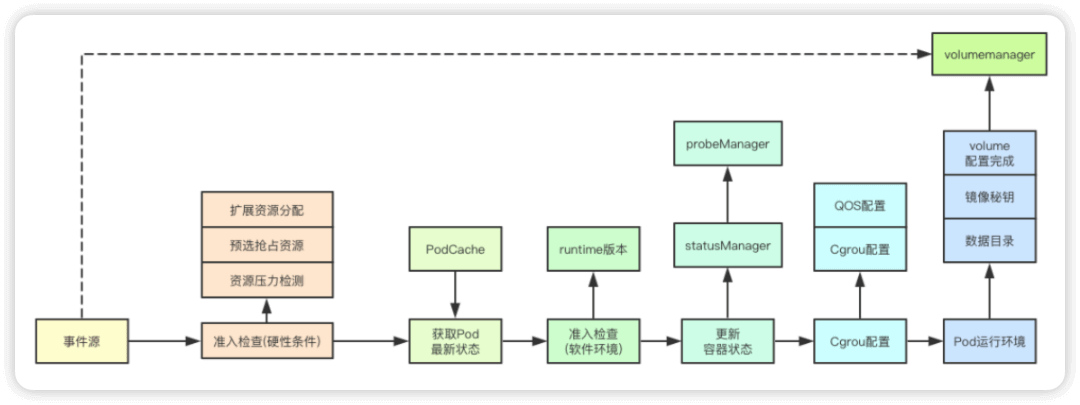 volumemanager
probeManager
volume
配置完成
扩展资源分配
QOS配置
镜像秘钥
预选抢占资源
PodCache
runtime版本
statusManager
Cgrou配置
数据目录
资源压力检测
事件源
准入检查(硬性条件)
获取Pod
最新状态
准入检查
(软件环境)
更新
容器状态
Cgrou配置
Pod运行环境